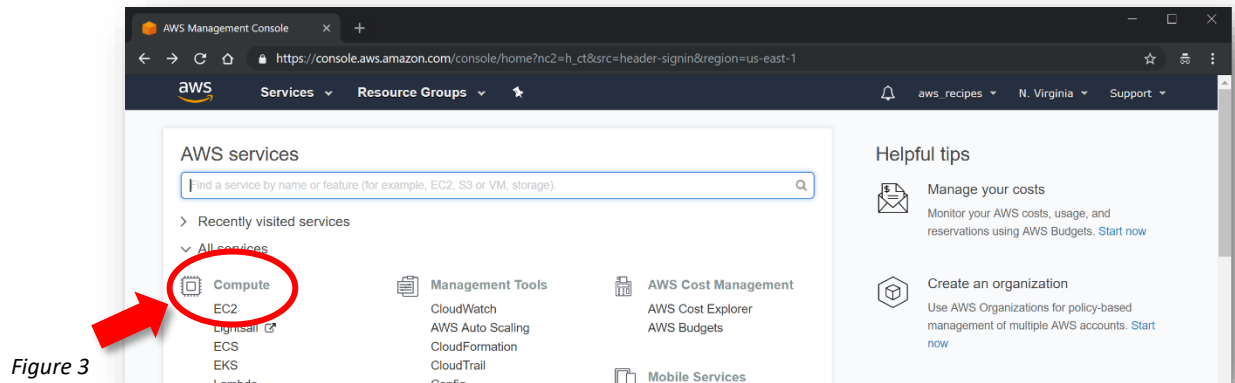 AWS Management Console
https://console.aws.amazon.com/console/home?nc2=h_ct&src=header-signin&region=us-east-1
aws
Services
Resource Groups
aws_recipes
N. Virginia
Support
AWS services
Find a service by name or feature (for example, EC2, S3 or VM, storage).
Recently visited services
All services
Compute
EC2
Lightsail
ECS
EKS
Lambda
Management Tools
CloudWatch
AWS Auto Scaling
CloudFormation
CloudTrail
Config
AWS Cost Management
AWS Cost Explorer
AWS Budgets
Mobile Services
Helpful tips
Manage your costs
Monitor your AWS costs, usage, and
reservations using AWS Budgets. Start now
Create an organization
Use AWS Organizations for policy-based
management of multiple AWS accounts. Start
now
Figure 3